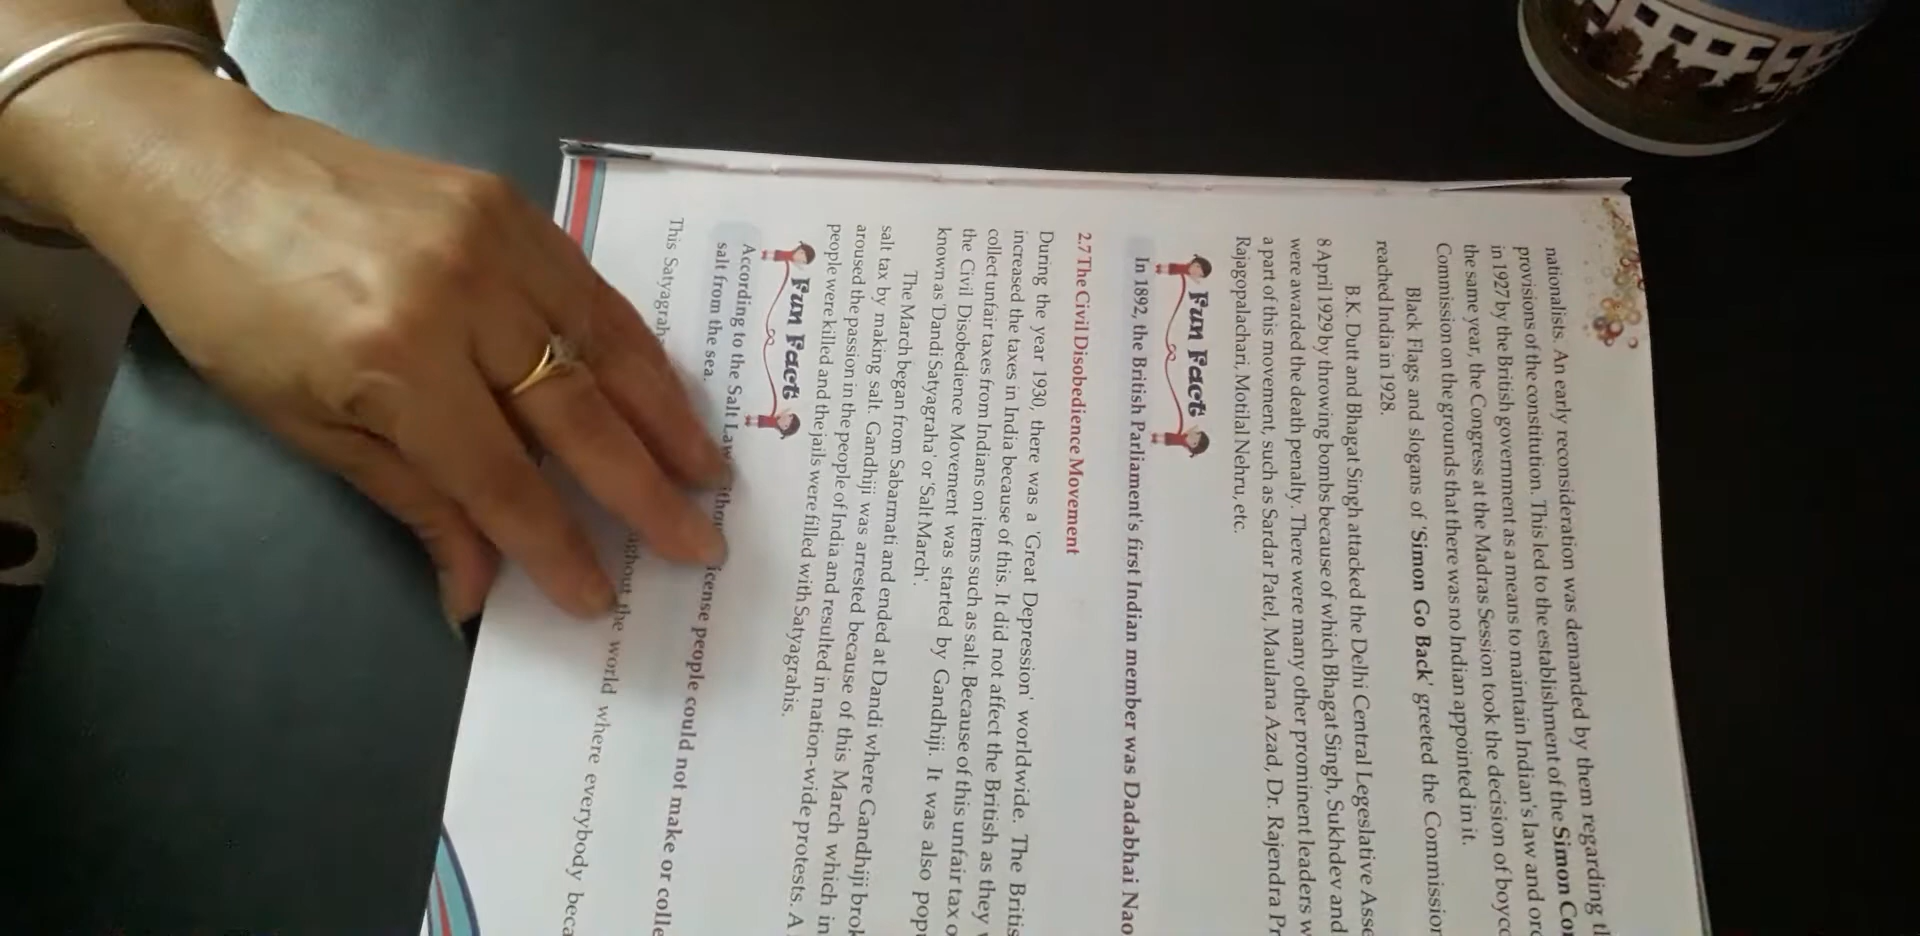 nationalists. An early reconsideration was demanded by them regarding
provisions of the constitution. This led to the establishment of the Simon
in 1927 by the British government as a means to maintain Indian's law and
the same year, the Congress at the Madras Session took the decision of
Commission on the grounds that there was no Indian appointed in it.
Black Flags and slogans of 'Simon Go Back' greeted the Commission
reached India in 1928.
B.K. Dutt and Bhagat Singh attacked the Delhi Central Legeslative
8 April 1929 by throwing bombs because of which Bhagat Singh, Sukhdev and
were awarded the death penalty. There were many other prominent leaders
a part of this movement, such as Sardar Patel, Maulana Azad, Dr. Rajendra
Rajagopalachari, Motilal Nehru, etc.
Fun Fact
In 1892, the British Parliament's first Indian member was Dadabhai
2.7 The Civil Disobedience Movement
During the year 1930, there was a 'Great Depression' worldwide. The
increased the taxes in India because of this. It did not affect the British as they
collect unfair taxes from Indians on items such as salt. Because of this unfair tax
the Civil Disobedience Movement was started by Gandhiji. It was also
known as 'Dandi Satyagraha' or 'Salt March'.
The March began from Sabarmati and ended at Dandi where Gandhiji
salt tax by making salt. Gandhiji was arrested because of this March which in
aroused the passion in the people of India and resulted in nation-wide protests. A
people were killed and the jails were filled with Satyagrahis.
Fun Fact
According to the Salt Law people could not make or
salt from the sea.
This the world where everybody